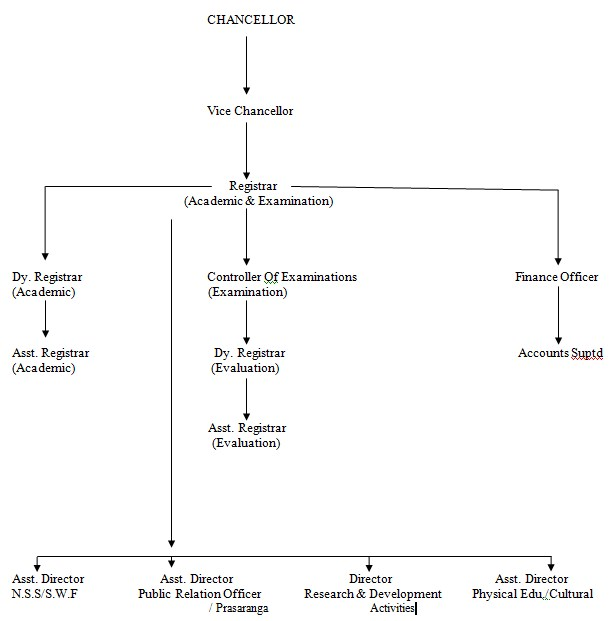 CHANCELLOR
Vice Chancellor
Registrar
(Academic & Examination)
Dy. Registrar
(Academic)
Controller Of Examinations
(Examination)
Finance Officer
Asst. Registrar
(Academic)
Dy. Registrar
(Evaluation)
Accounts Suptd
Asst. Registrar
(Evaluation)
Asst. Director
N.S.S/S.W.F
Asst. Director
Public Relation Officer
/ Prasaranga
Director
Research & Development
Activities
Asst. Director
Physical Edu./Cultural